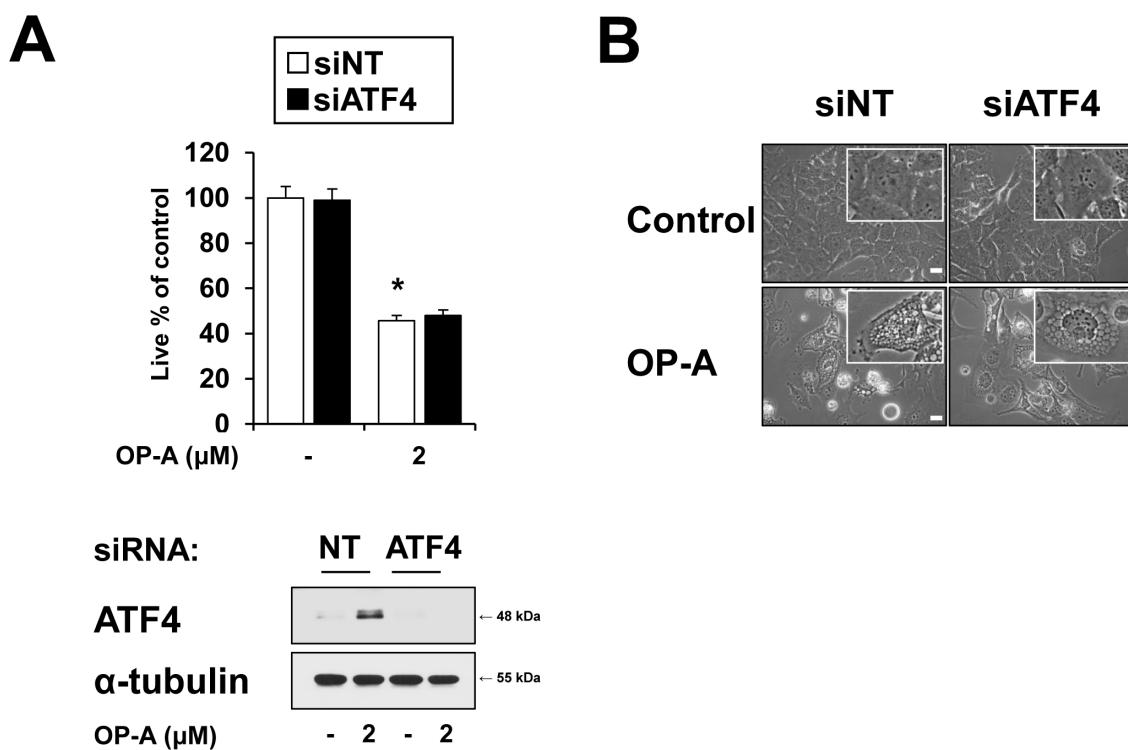 A
siNT
siATF4
120
100
80
60
40
20
0
Live % of control
*
OP-A (µM) - 2
siRNA: NT ATF4
ATF4 ← 48 kDa
α-tubulin ← 55 kDa
OP-A (µM) - 2 - 2
B
siNT siATF4
Control
OP-A